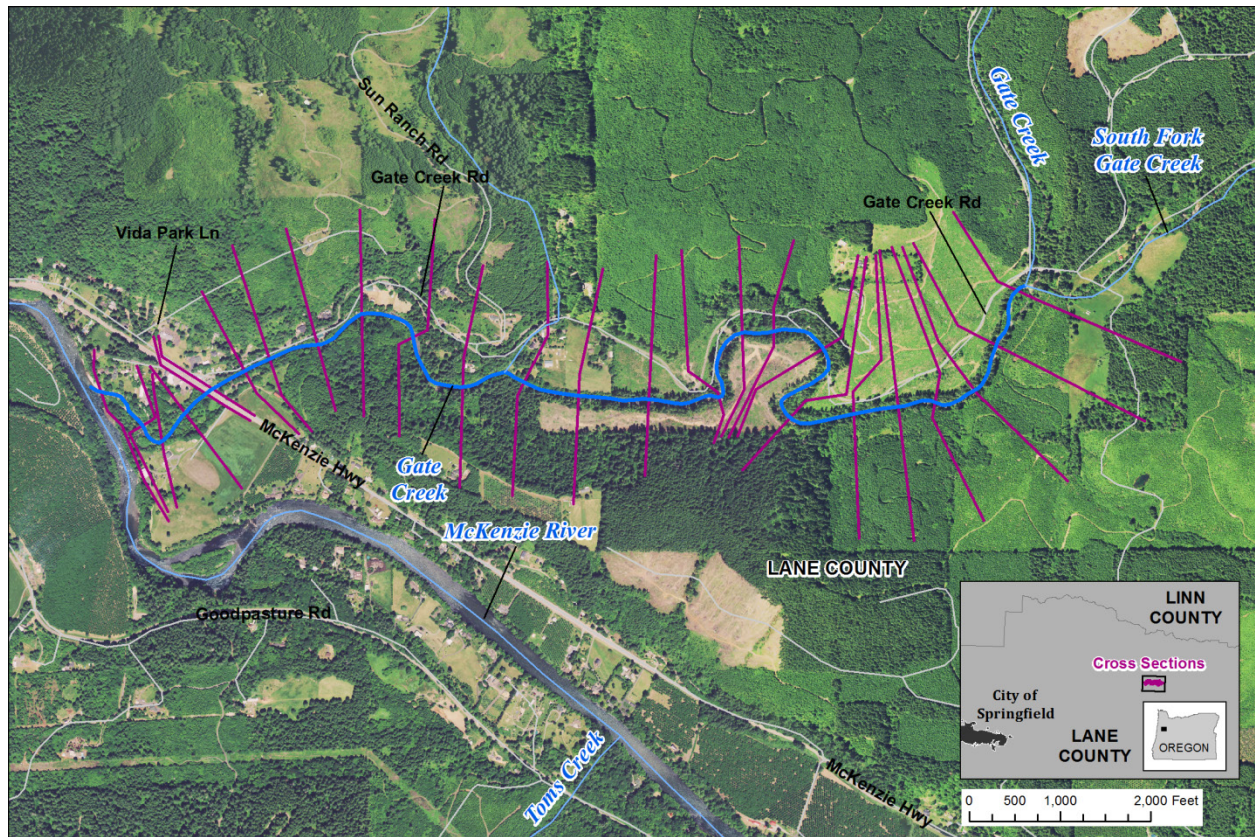 Gate Creek
South Fork
Gate Creek
Sun Ranch Rd
Gate Creek Rd
Gate Creek Rd
Vida Park Ln
McKenzie Hwy
Gate
Creek
McKenzie River
LANE COUNTY
Goodpasture Rd
Toms Creek
McKenzie Hwy
LINN
COUNTY
Cross Sections
City of
Springfield
LANE
COUNTY
OREGON
0 500 1,000 2,000 Feet